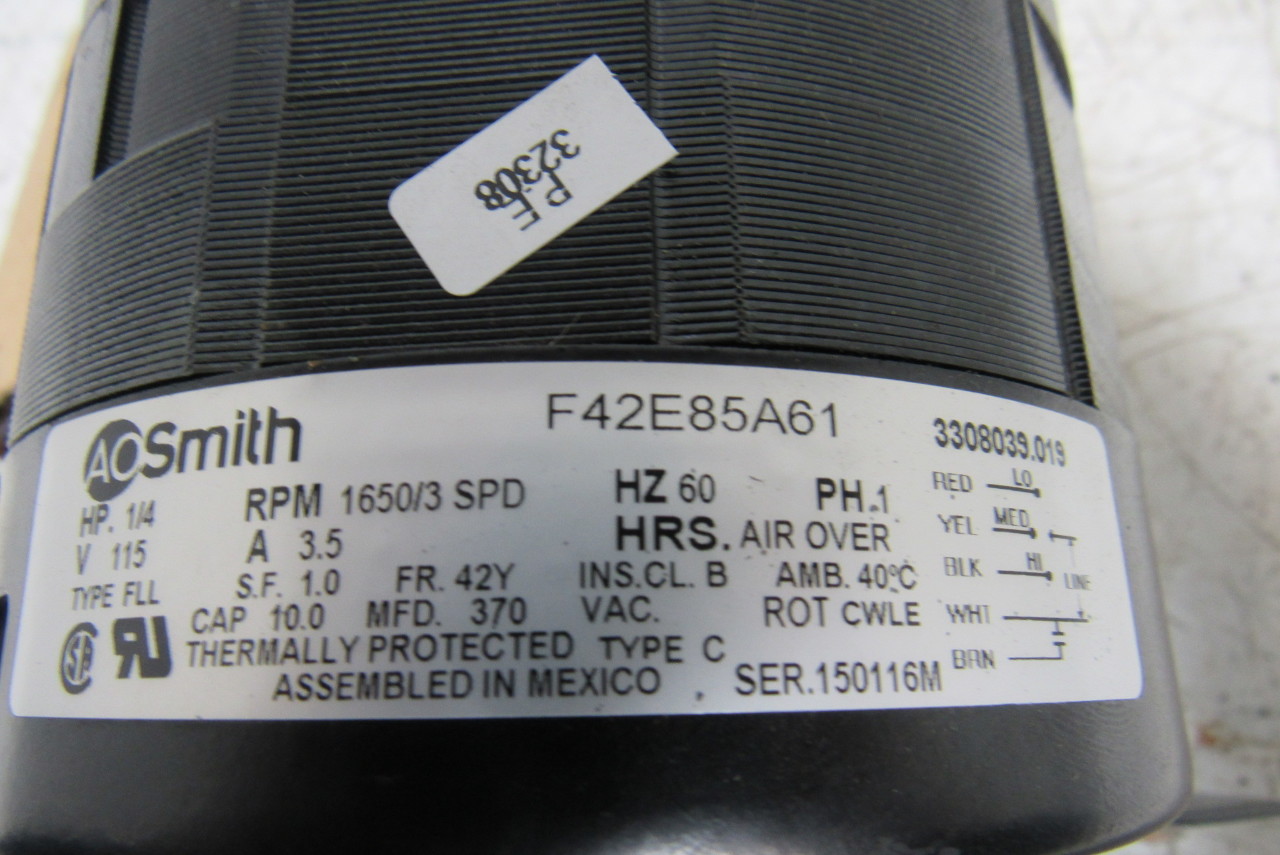 P.E
32308
AOSmith
F42E85A61
3308039.019
HP. 1/4 RPM 1650/3 SPD HZ 60 PH.1
V 115 A 3.5 HRS. AIR OVER
TYPE FLL S.F. 1.0 FR. 42Y INS.CL. B AMB. 40°C
CAP 10.0 MFD. 370 VAC. ROT CWLE
THERMALLY PROTECTED TYPE C
ASSEMBLED IN MEXICO SER.150116M
RED LO
YEL MED
BLK HI LINE
WHT
BRN
SA
RU